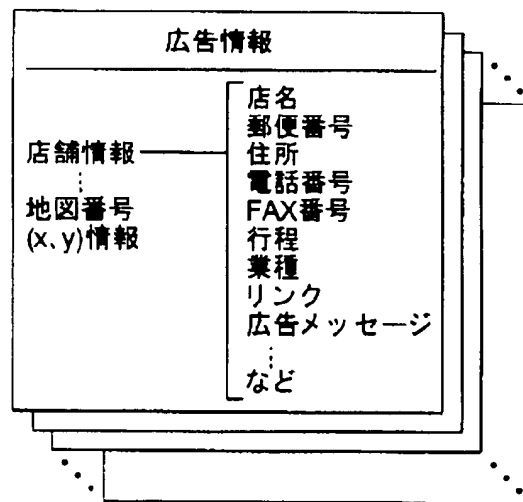 広告情報
店舗情報
地図番号
(x、y)情報
店名
郵便番号
住所
電話番号
FAX番号
行程
業種
リンク
広告メッセージ
など